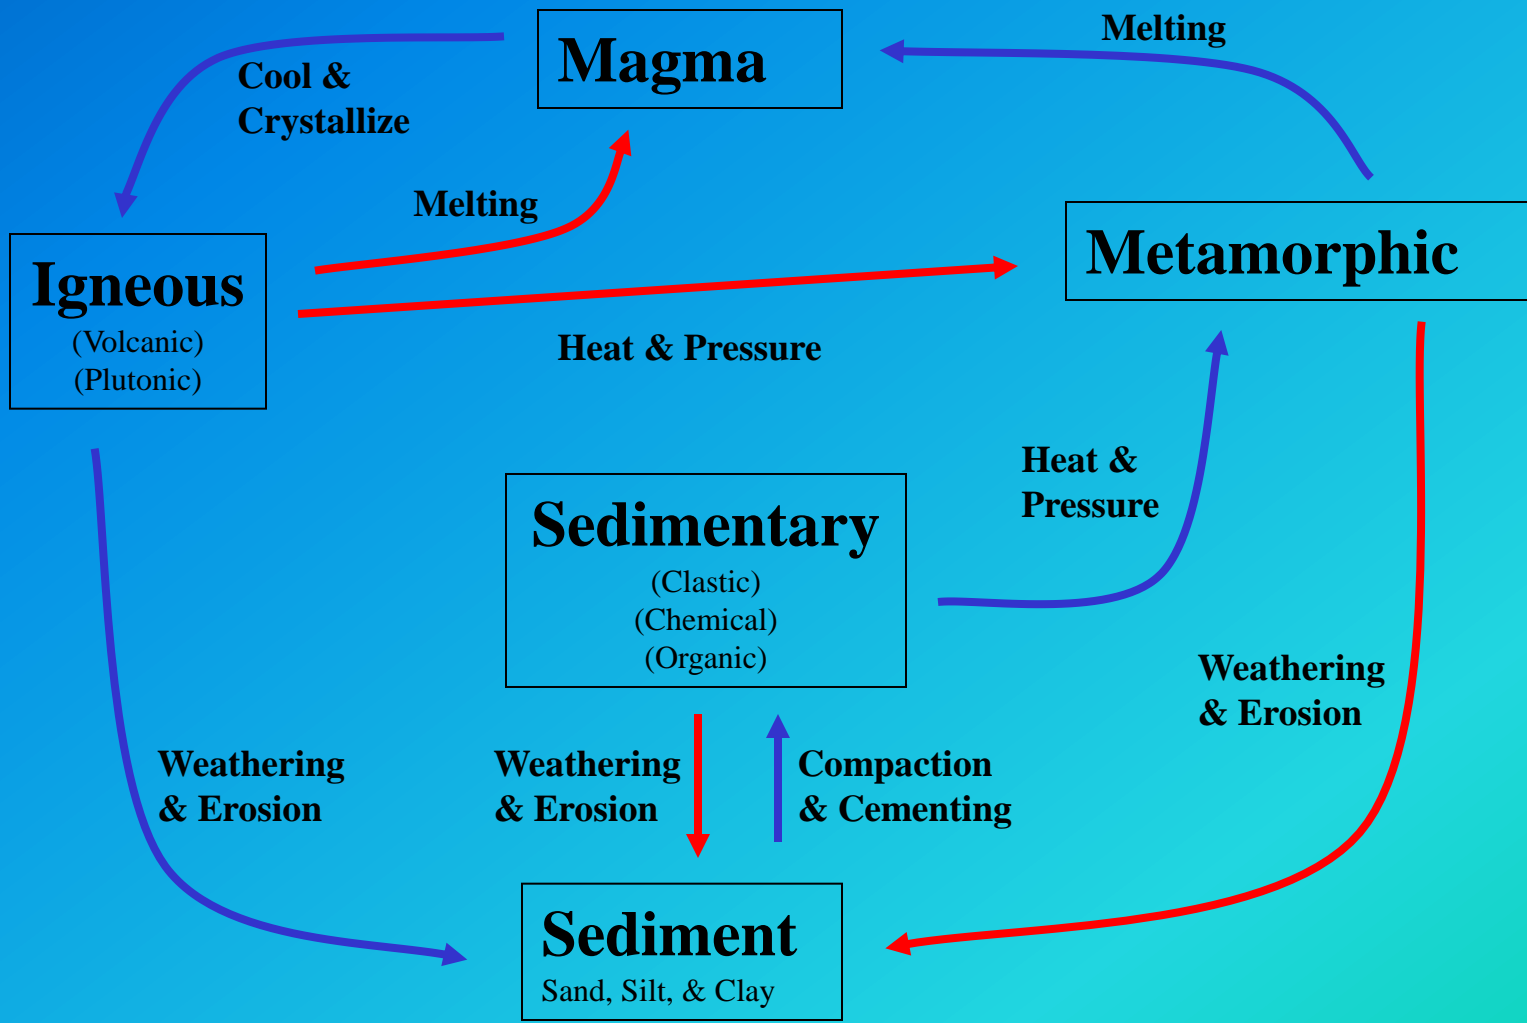 Magma
Melting
Cool &
Crystallize
Melting
Metamorphic
Igneous
(Volcanic)
(Plutonic)
Heat & Pressure
Heat &
Pressure
Sedimentary
(Clastic)
(Chemical)
(Organic)
Weathering
& Erosion
Weathering
& Erosion
Weathering
& Erosion
Compaction
& Cementing
Sediment
Sand, Silt, & Clay